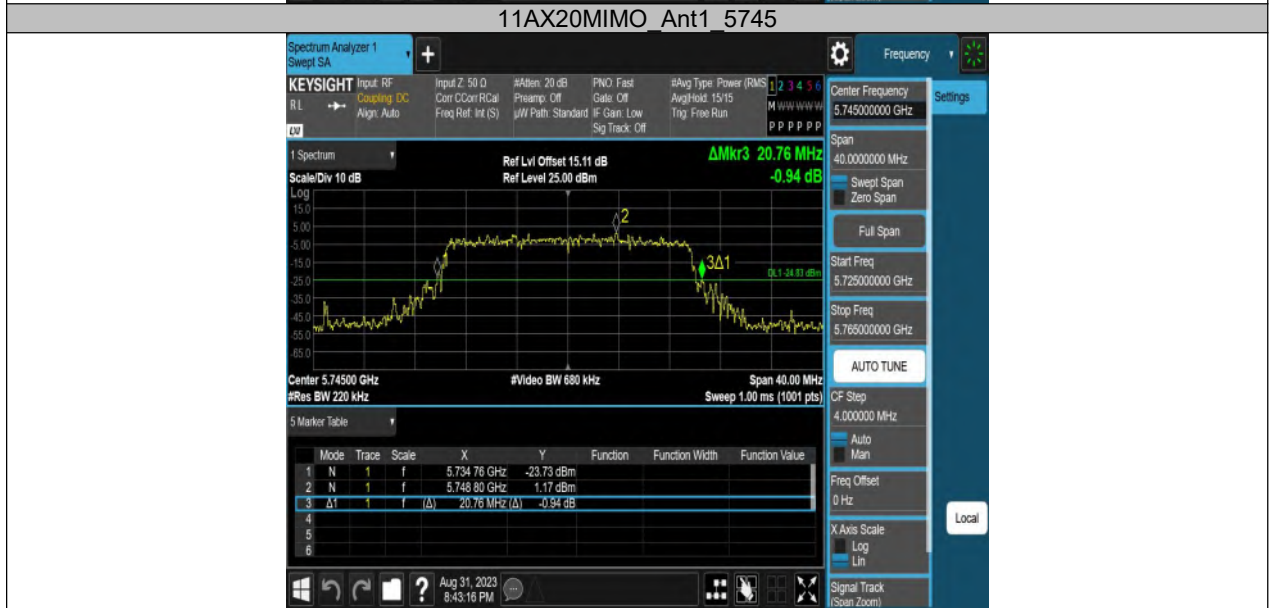 11AX20MIMO_Ant1_5745
Spectrum Analyzer 1
Swept SA
+
Frequency
KEYSIGHT
Input: RF
Input Z: 50 Ω
#Atten: 20 dB
PNO: Fast
#Avg Type: Power (RMS
1 2 3 4 5 6
RL
Coupling: DC
Corr CCorr RCal
Preamp: Off
Gate: Off
Avg|Hold: 15/15
M W W W W W
Align: Auto
Freq Ref: Int (S)
µW Path: Standard
IF Gain: Low
Trig: Free Run
Sig Track: Off
P P P P P P
LXI
Center Frequency
5.745000000 GHz
Settings
1 Spectrum
Ref Lvl Offset 15.11 dB
ΔMkr3 20.76 MHz
Scale/Div 10 dB
Ref Level 25.00 dBm
-0.94 dB
Span
40.0000000 MHz
Swept Span
Zero Span
Log
15.0
5.00
-5.00
-15.0
-25.0
-35.0
-45.0
-55.0
-65.0
2
3Δ1
DL1 -24.83 dBm
Full Span
Start Freq
5.725000000 GHz
Stop Freq
5.765000000 GHz
AUTO TUNE
Center 5.74500 GHz
#Video BW 680 kHz
Span 40.00 MHz
#Res BW 220 kHz
Sweep 1.00 ms (1001 pts)
CF Step
4.000000 MHz
Auto
Man
5 Marker Table
Mode Trace Scale X Y Function Function Width Function Value
1 N 1 f 5.734 76 GHz -23.73 dBm
2 N 1 f 5.748 80 GHz 1.17 dBm
3 Δ1 1 f (Δ) 20.76 MHz (Δ) -0.94 dB
4
5
6
Freq Offset
0 Hz
X Axis Scale
Log
Lin
Local
Signal Track
(Span Zoom)
?
Aug 31, 2023
8:43:16 PM